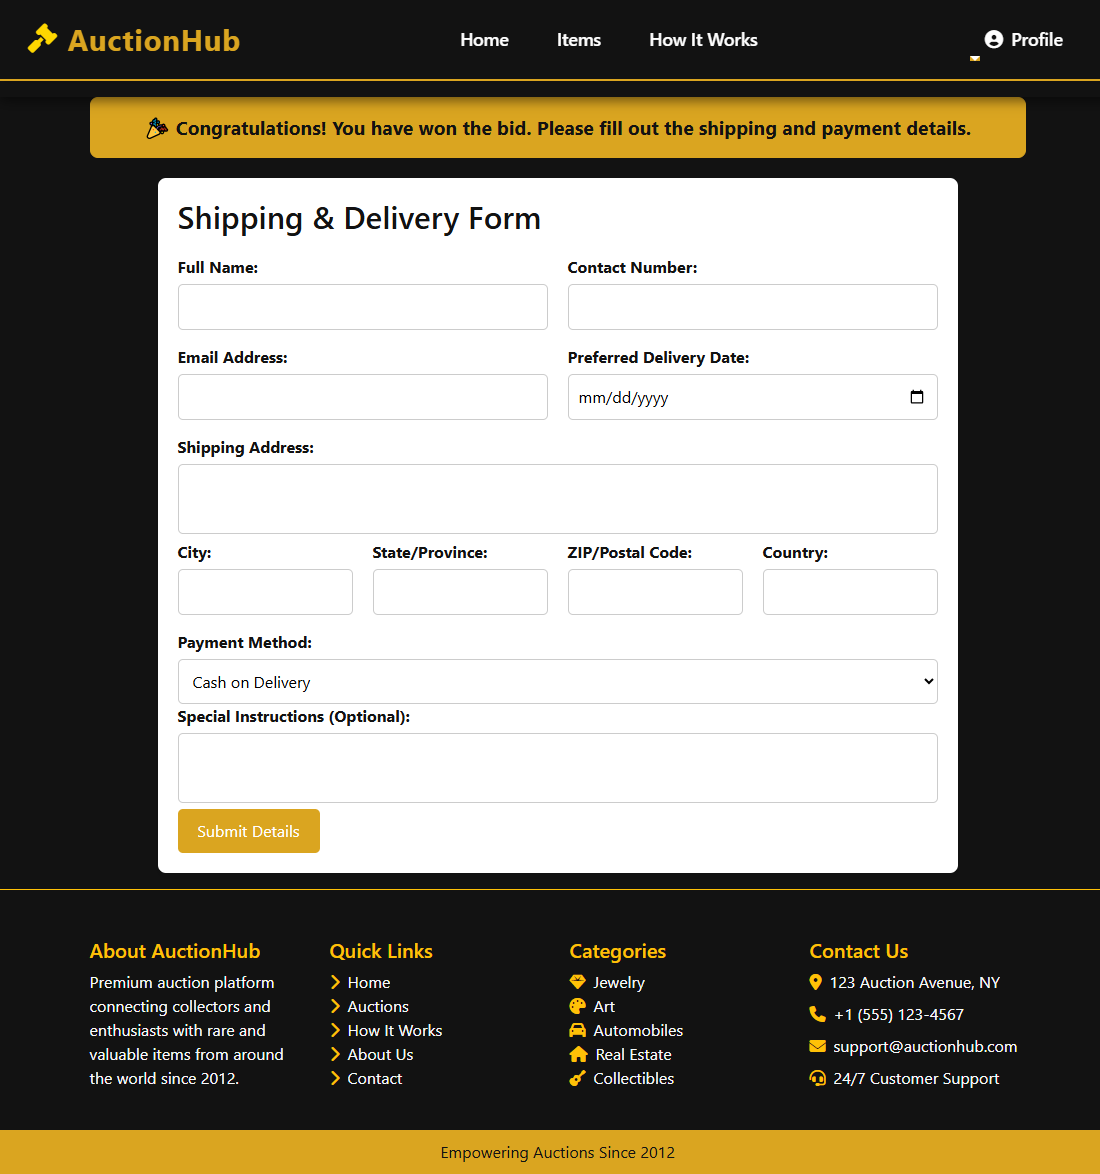 AuctionHub
Home Items How It Works
Profile
Congratulations! You have won the bid. Please fill out the shipping and payment details.
Shipping & Delivery Form
Full Name: Contact Number:
Email Address: Preferred Delivery Date:
mm/dd/yyyy
Shipping Address:
City: State/Province: ZIP/Postal Code: Country:
Payment Method:
Cash on Delivery
Special Instructions (Optional):
Submit Details
About AuctionHub
Premium auction platform
connecting collectors and
enthusiasts with rare and
valuable items from around
the world since 2012.
Quick Links
Home
Auctions
How It Works
About Us
Contact
Categories
Jewelry
Art
Automobiles
Real Estate
Collectibles
Contact Us
123 Auction Avenue, NY
+1 (555) 123-4567
support@auctionhub.com
24/7 Customer Support
Empowering Auctions Since 2012